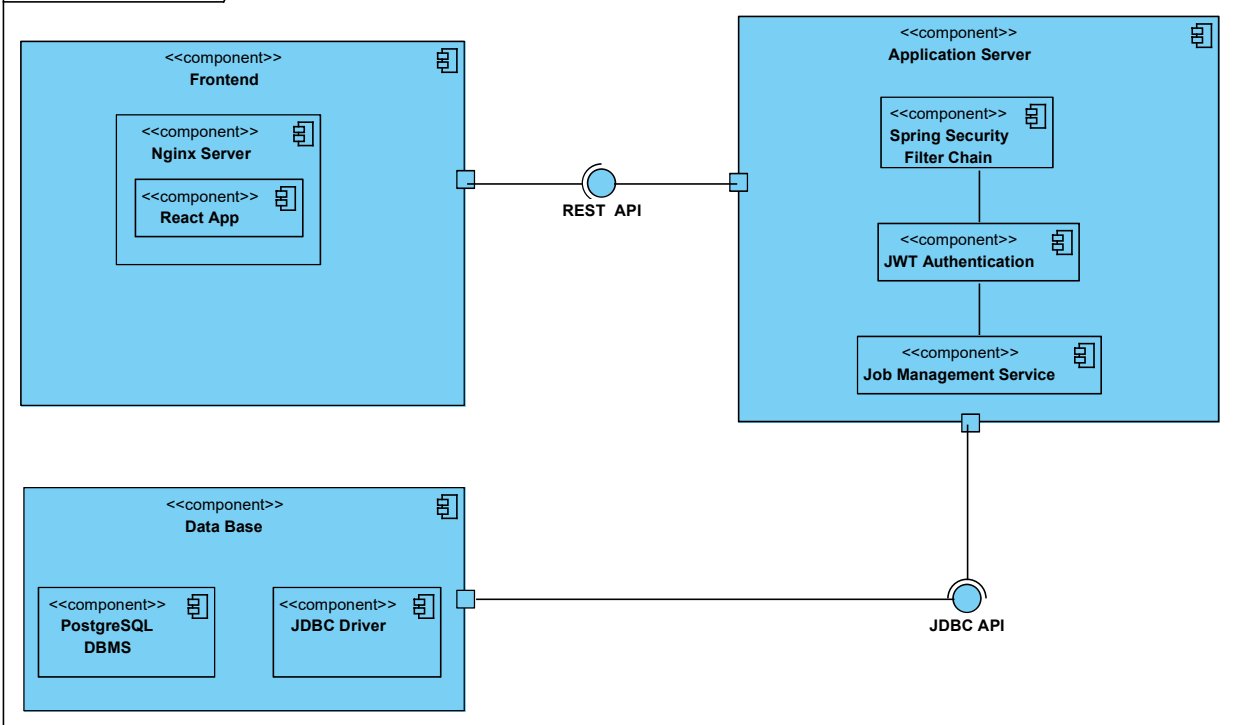 <<component>>
Frontend
<<component>>
Nginx Server
<<component>>
React App
REST  API
<<component>>
Application Server
<<component>>
Spring Security
Filter Chain
<<component>>
JWT Authentication
<<component>>
Job Management Service
<<component>>
Data Base
<<component>>
PostgreSQL
DBMS
<<component>>
JDBC Driver
JDBC API